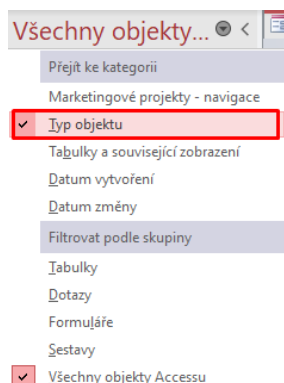 Všechny objekty...
Přejít ke kategorii
Marketingové projekty - navigace
Typ objektu
Tabulky a související zobrazení
Datum vytvoření
Datum změny
Filtrovat podle skupiny
Tabulky
Dotazy
Formuláře
Sestavy
Všechny objekty Accessu